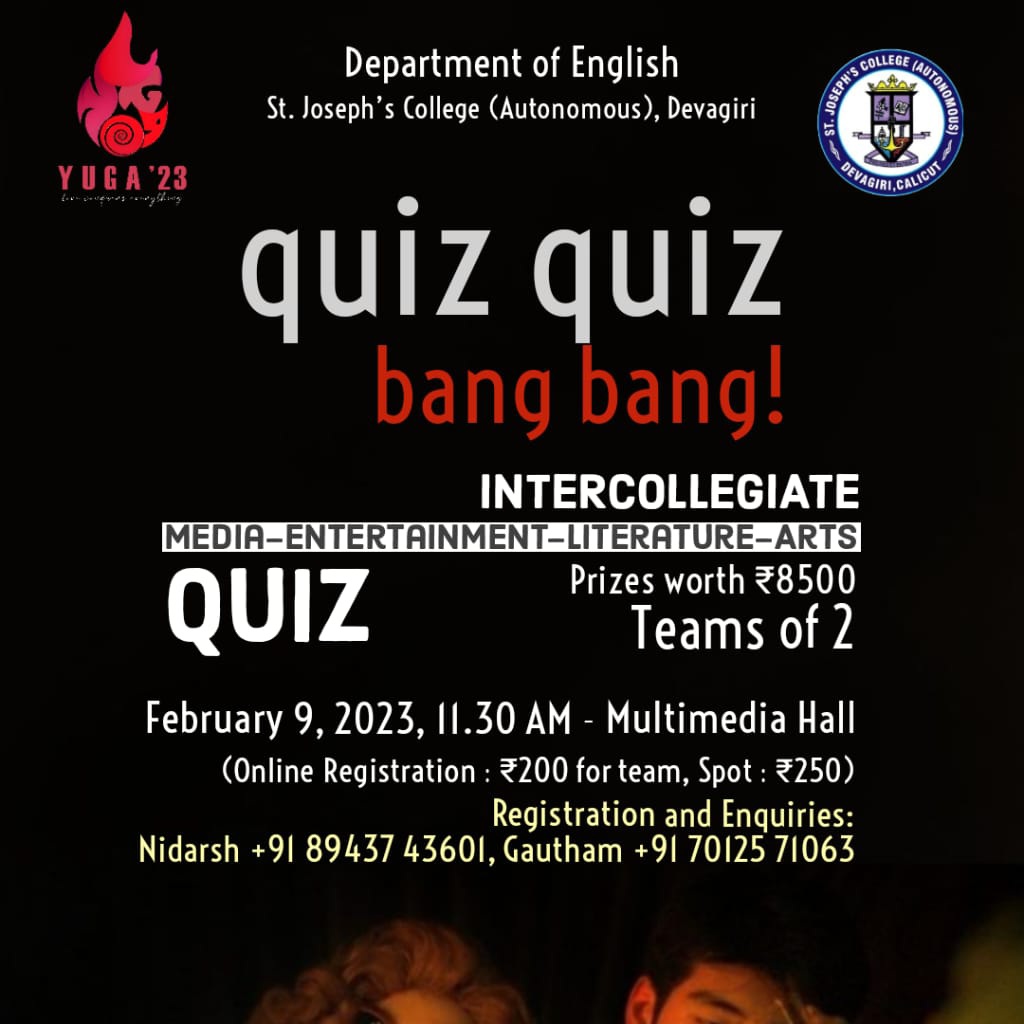 Department of English
St. Joseph's College (Autonomous), Devagiri
YUGA'23
ST. JOSEPH'S COLLEGE (AUTONOMOUS)
DEVAGIRI, CALICUT
quiz quiz
bang bang!
INTERCOLLEGIATE
MEDIA-ENTERTAINMENT-LITERATURE-ARTS
QUIZ
Prizes worth ₹8500
Teams of 2
February 9, 2023, 11.30 AM - Multimedia Hall
(Online Registration : ₹200 for team, Spot : ₹250)
Registration and Enquiries:
Nidarsh +91 89437 43601, Gautham +91 70125 71063